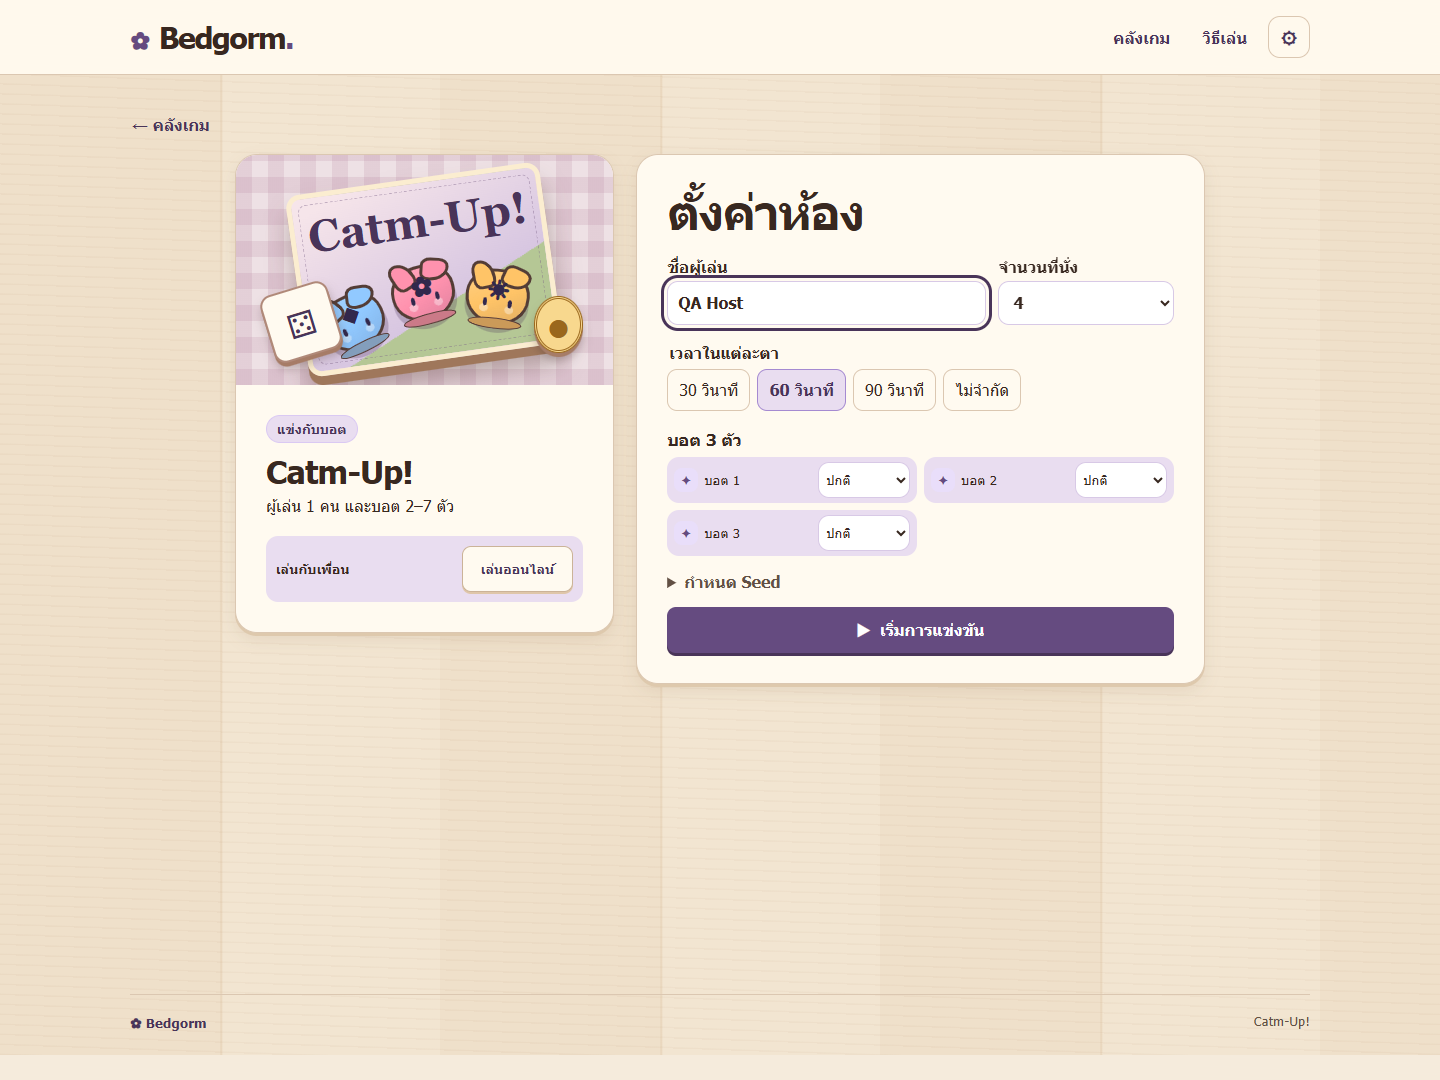 ✿ Bedgorm.
คลังเกม
วิธีเล่น
← คลังเกม
Catm-Up!
แข่งกับบอต
Catm-Up!
ผู้เล่น 1 คน และบอต 2–7 ตัว
เล่นกับเพื่อน
เล่นออนไลน์
ตั้งค่าห้อง
ชื่อผู้เล่น
จำนวนที่นั่ง
QA Host
4
เวลาในแต่ละตา
30 วินาที
60 วินาที
90 วินาที
ไม่จำกัด
บอต 3 ตัว
บอต 1
ปกติ
บอต 2
ปกติ
บอต 3
ปกติ
▶ กำหนด Seed
▶ เริ่มการแข่งขัน
✿ Bedgorm
Catm-Up!